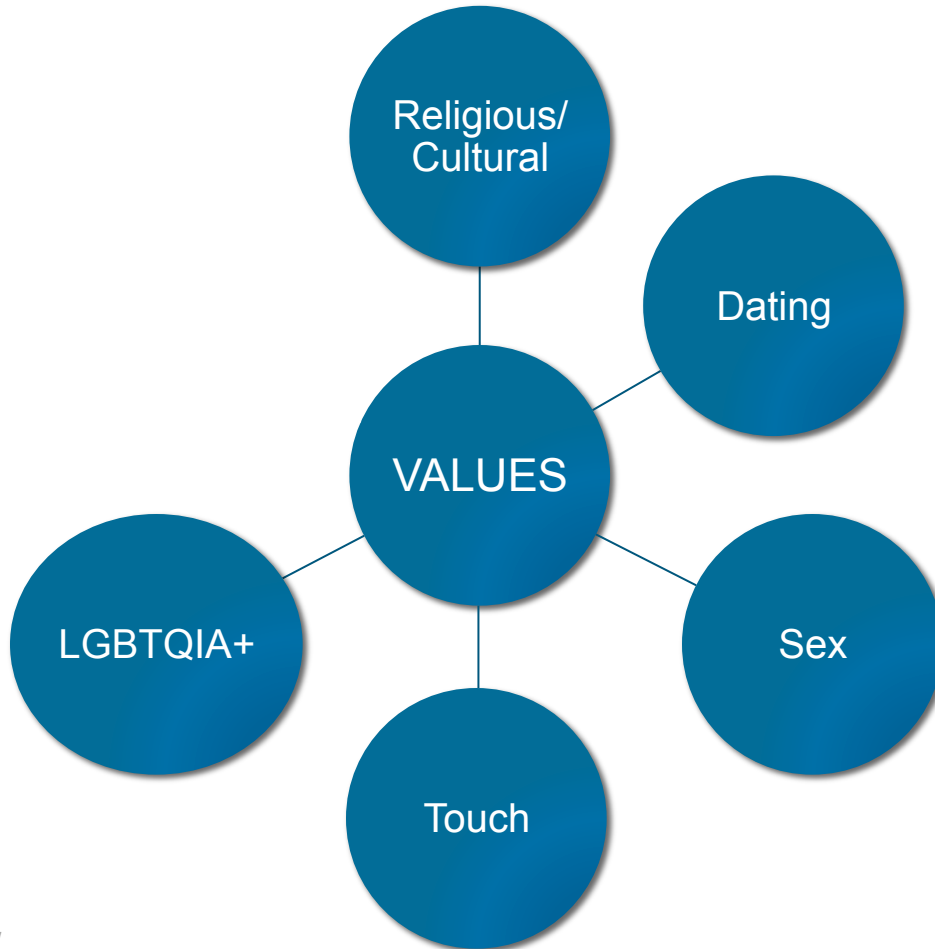 Religious/
Cultural
Dating
VALUES
LGBTQIA+
Sex
Touch